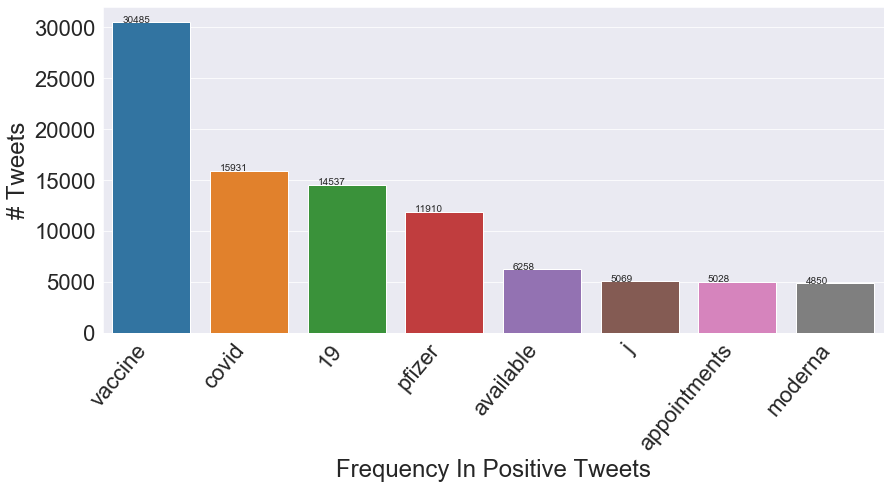 30000
25000
20000
15000
10000
5000
0
# Tweets
30485
15931
14537
11910
6258
5069
5028
4850
vaccine
covid
19
pfizer
available
j
appointments
moderna
Frequency In Positive Tweets